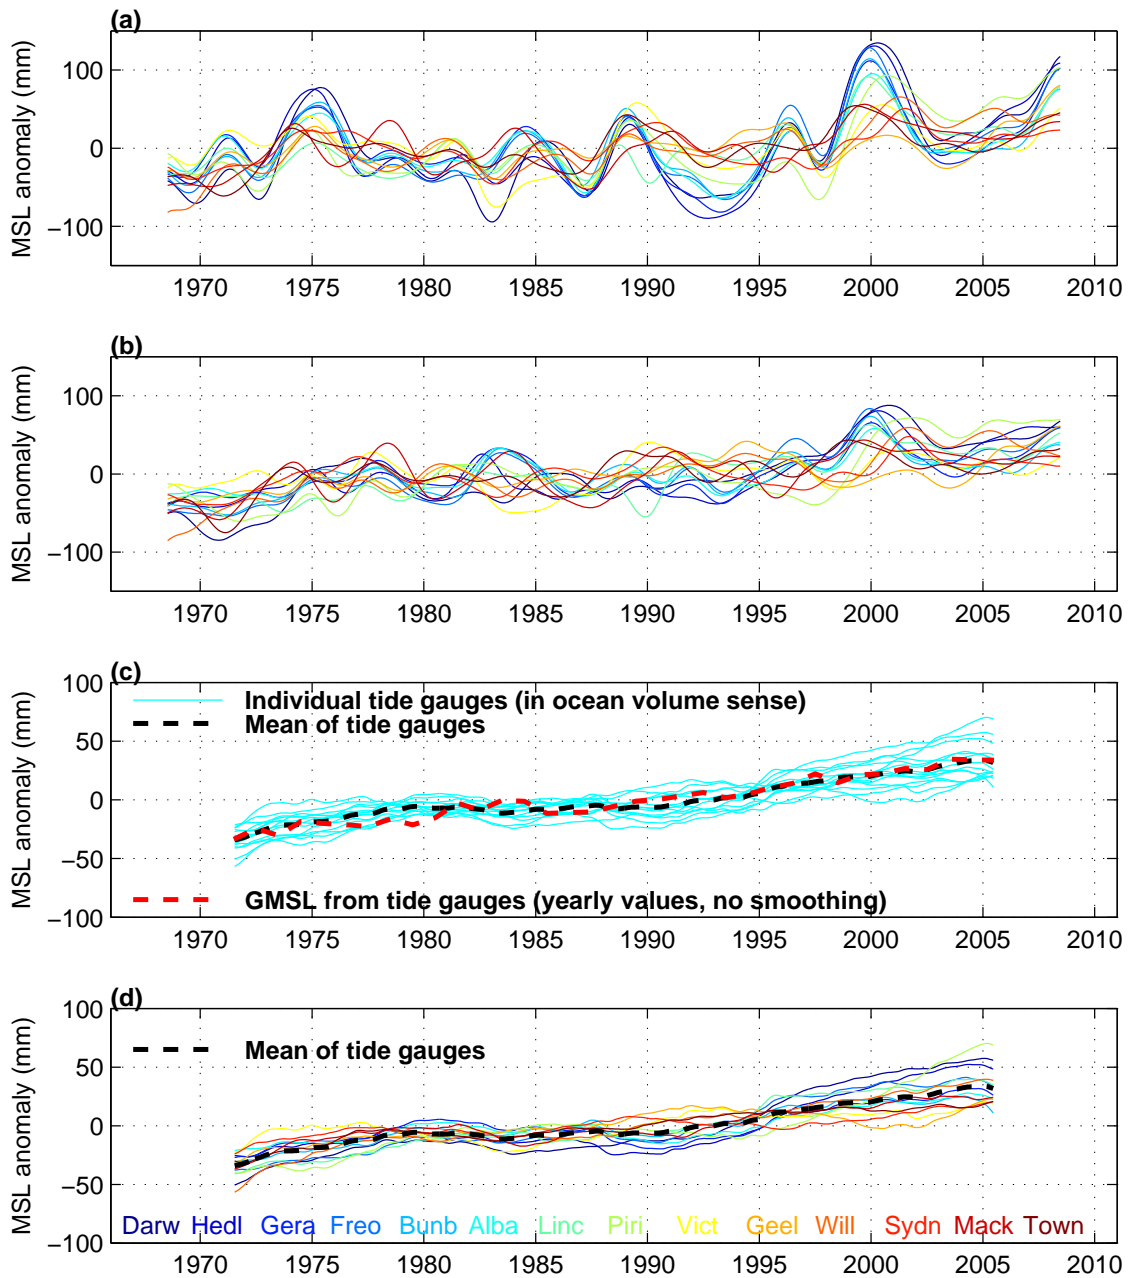 (a)
MSL anomaly (mm)
100
0
−100
1970 1975 1980 1985 1990 1995 2000 2005 2010
(b)
MSL anomaly (mm)
100
0
−100
1970 1975 1980 1985 1990 1995 2000 2005 2010
(c)
MSL anomaly (mm)
100
50
0
−50
−100
Individual tide gauges (in ocean volume sense)
Mean of tide gauges
GMSL from tide gauges (yearly values, no smoothing)
1970 1975 1980 1985 1990 1995 2000 2005 2010
(d)
MSL anomaly (mm)
100
50
0
−50
−100
Mean of tide gauges
Darw Hedl Gera Freo Bunb Alba Linc Piri Vict Geel Will Sydn Mack Town
1970 1975 1980 1985 1990 1995 2000 2005 2010